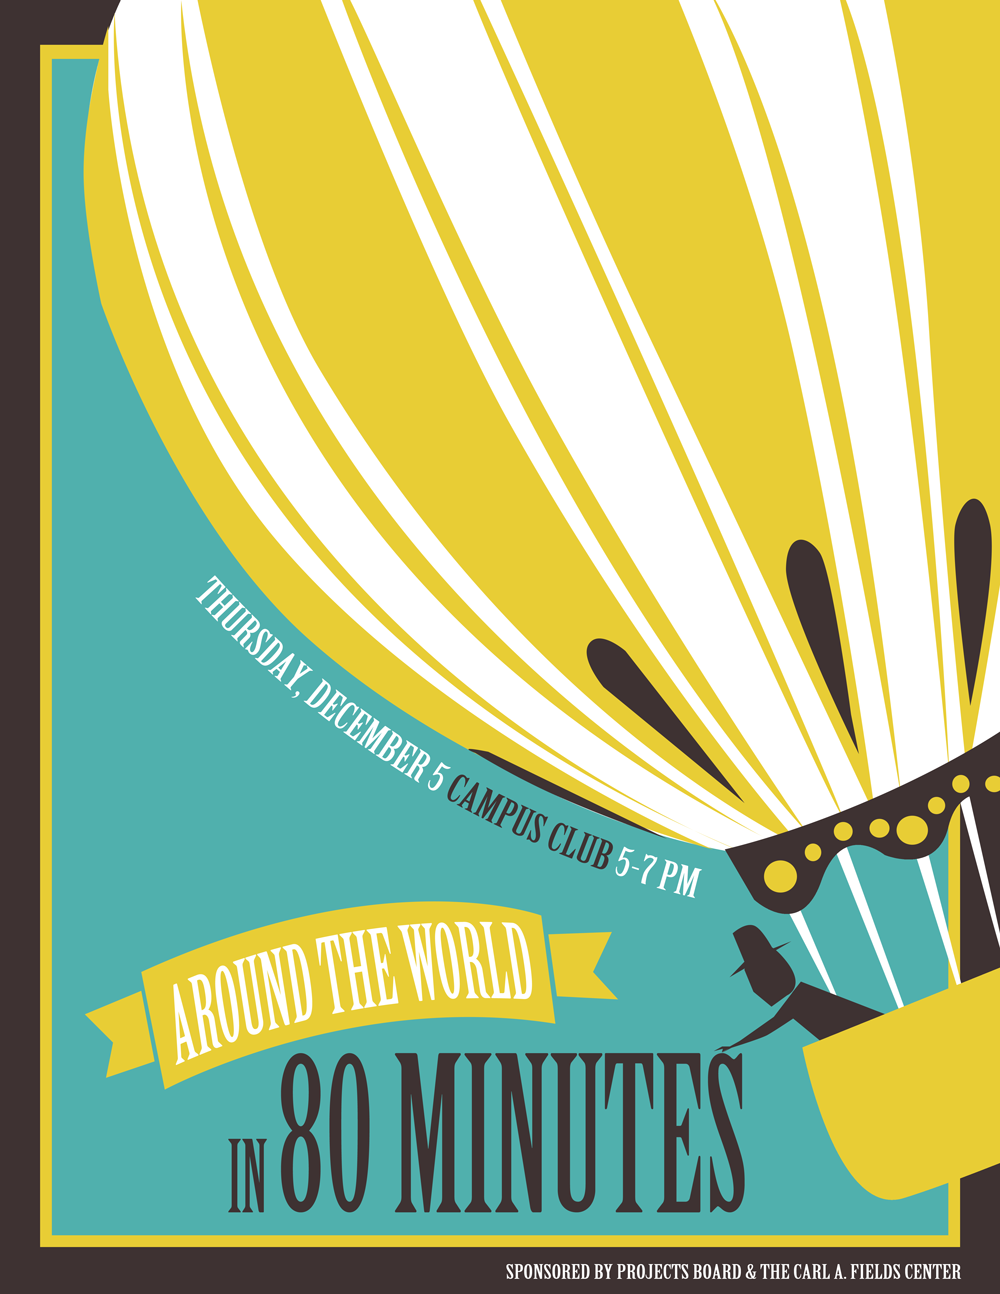 THURSDAY, DECEMBER 5 CAMPUS CLUB 5-7 PM
AROUND THE WORLD
IN 80 MINUTES
SPONSORED BY PROJECTS BOARD & THE CARL A. FIELDS CENTER